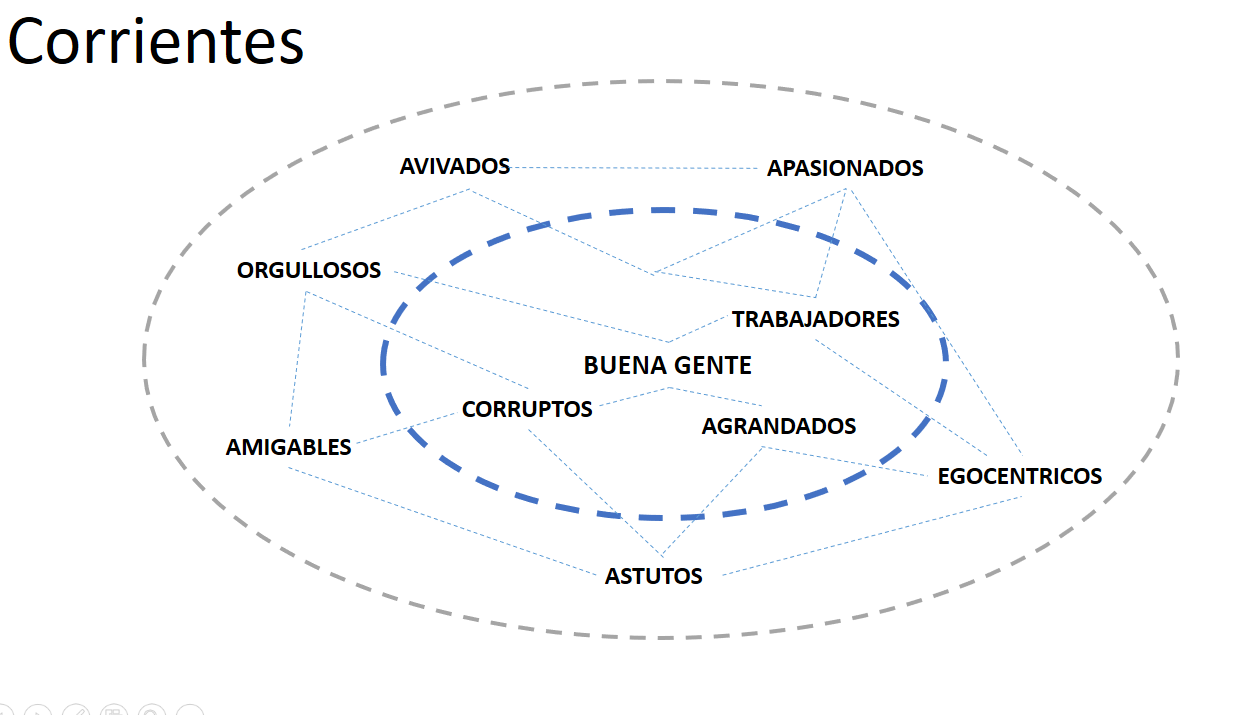 Corrientes
AVIVADOS
APASIONADOS
ORGULLOSOS
TRABAJADORES
BUENA GENTE
CORRUPTOS
AGRANDADOS
AMIGABLES
EGOCENTRICOS
ASTUTOS